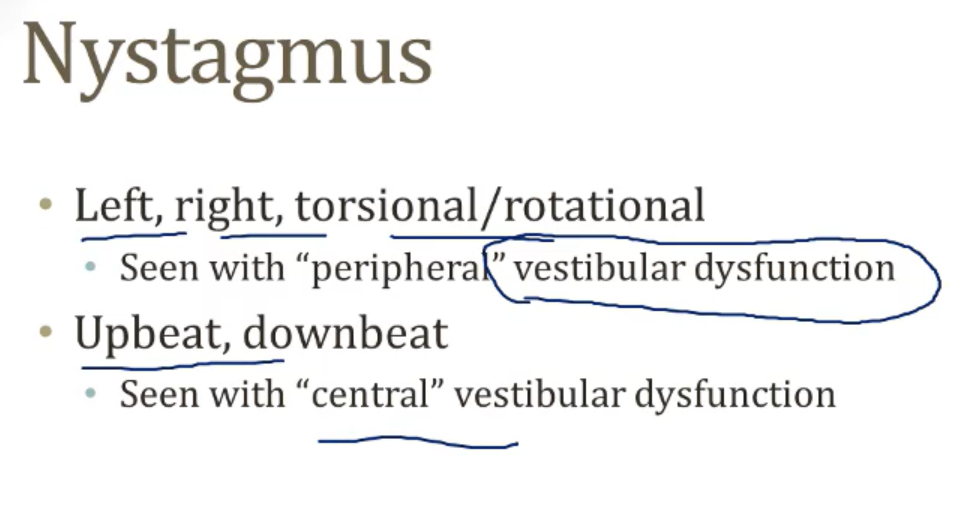 Nystagmus
• Left, right, torsional/rotational
• Seen with “peripheral” vestibular dysfunction
• Upbeat, downbeat
• Seen with “central” vestibular dysfunction